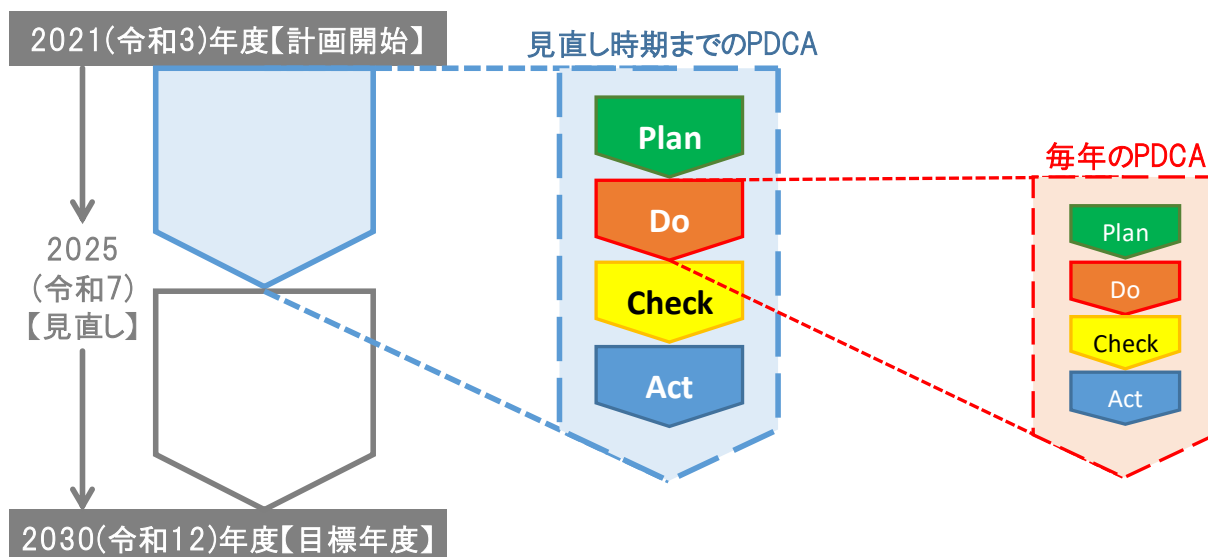 2021(令和3)年度【計画開始】
2025
(令和7)
【見直し】
2030(令和12)年度【目標年度】
見直し時期までのPDCA
Plan
Do
Check
Act
毎年のPDCA
Plan
Do
Check
Act